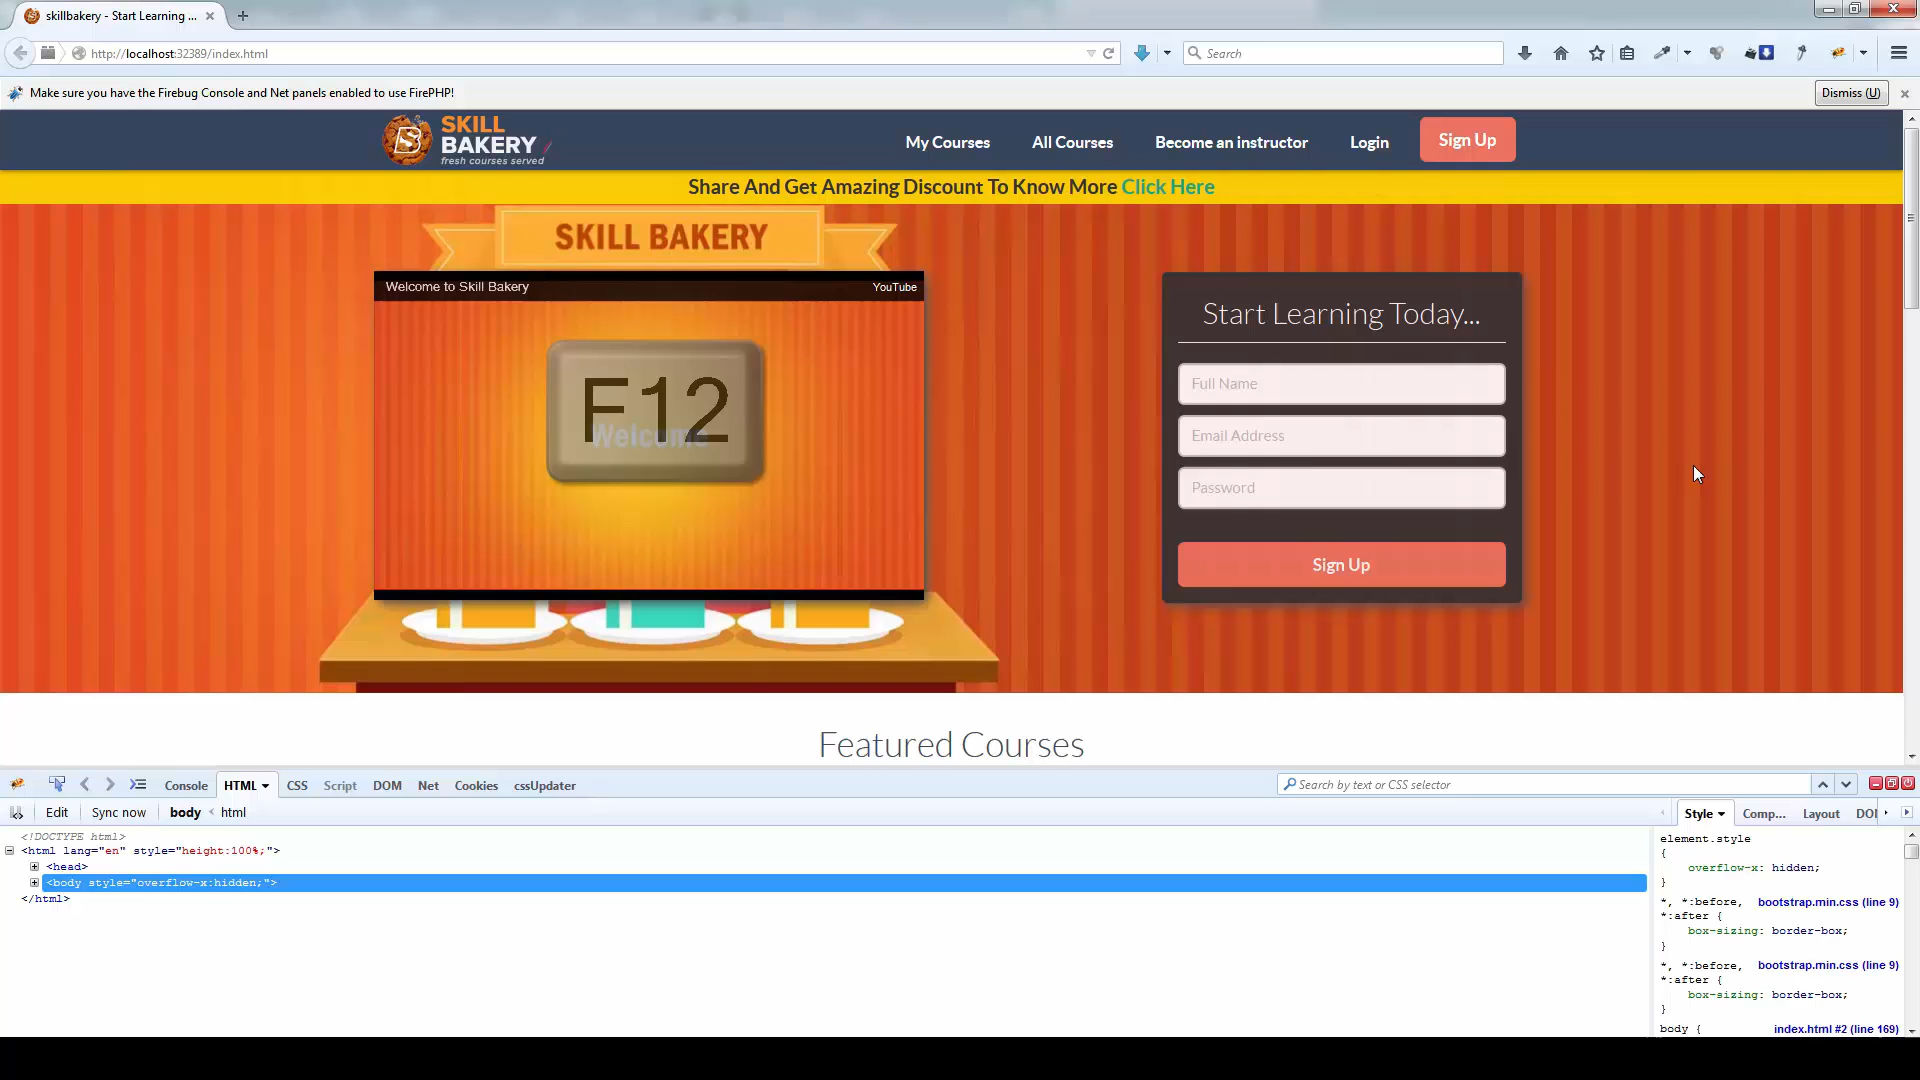 skillbakery - Start Learning ...
http://localhost:32389/index.html
Search
Make sure you have the Firebug Console and Net panels enabled to use FirePHP!
Dismiss (U)
SKILL
BAKERY
fresh courses served
My Courses
All Courses
Become an instructor
Login
Sign Up
Share And Get Amazing Discount To Know More Click Here
SKILL BAKERY
Welcome to Skill Bakery
YouTube
F12
Welcome
Start Learning Today...
Full Name
Email Address
Password
Sign Up
Featured Courses
Console HTML CSS Script DOM Net Cookies cssUpdater
Search by text or CSS selector
Edit Sync now body < html
Style Comp... Layout DOI
<!DOCTYPE html>
<html lang="en" style="height:100%;">
<head>
<body style="overflow-x:hidden;">
</html>
element.style
{
overflow-x: hidden;
}
*, *:before, bootstrap.min.css (line 9)
*:after {
box-sizing: border-box;
}
*, *:before, bootstrap.min.css (line 9)
*:after {
box-sizing: border-box;
}
body { index.html #2 (line 169)